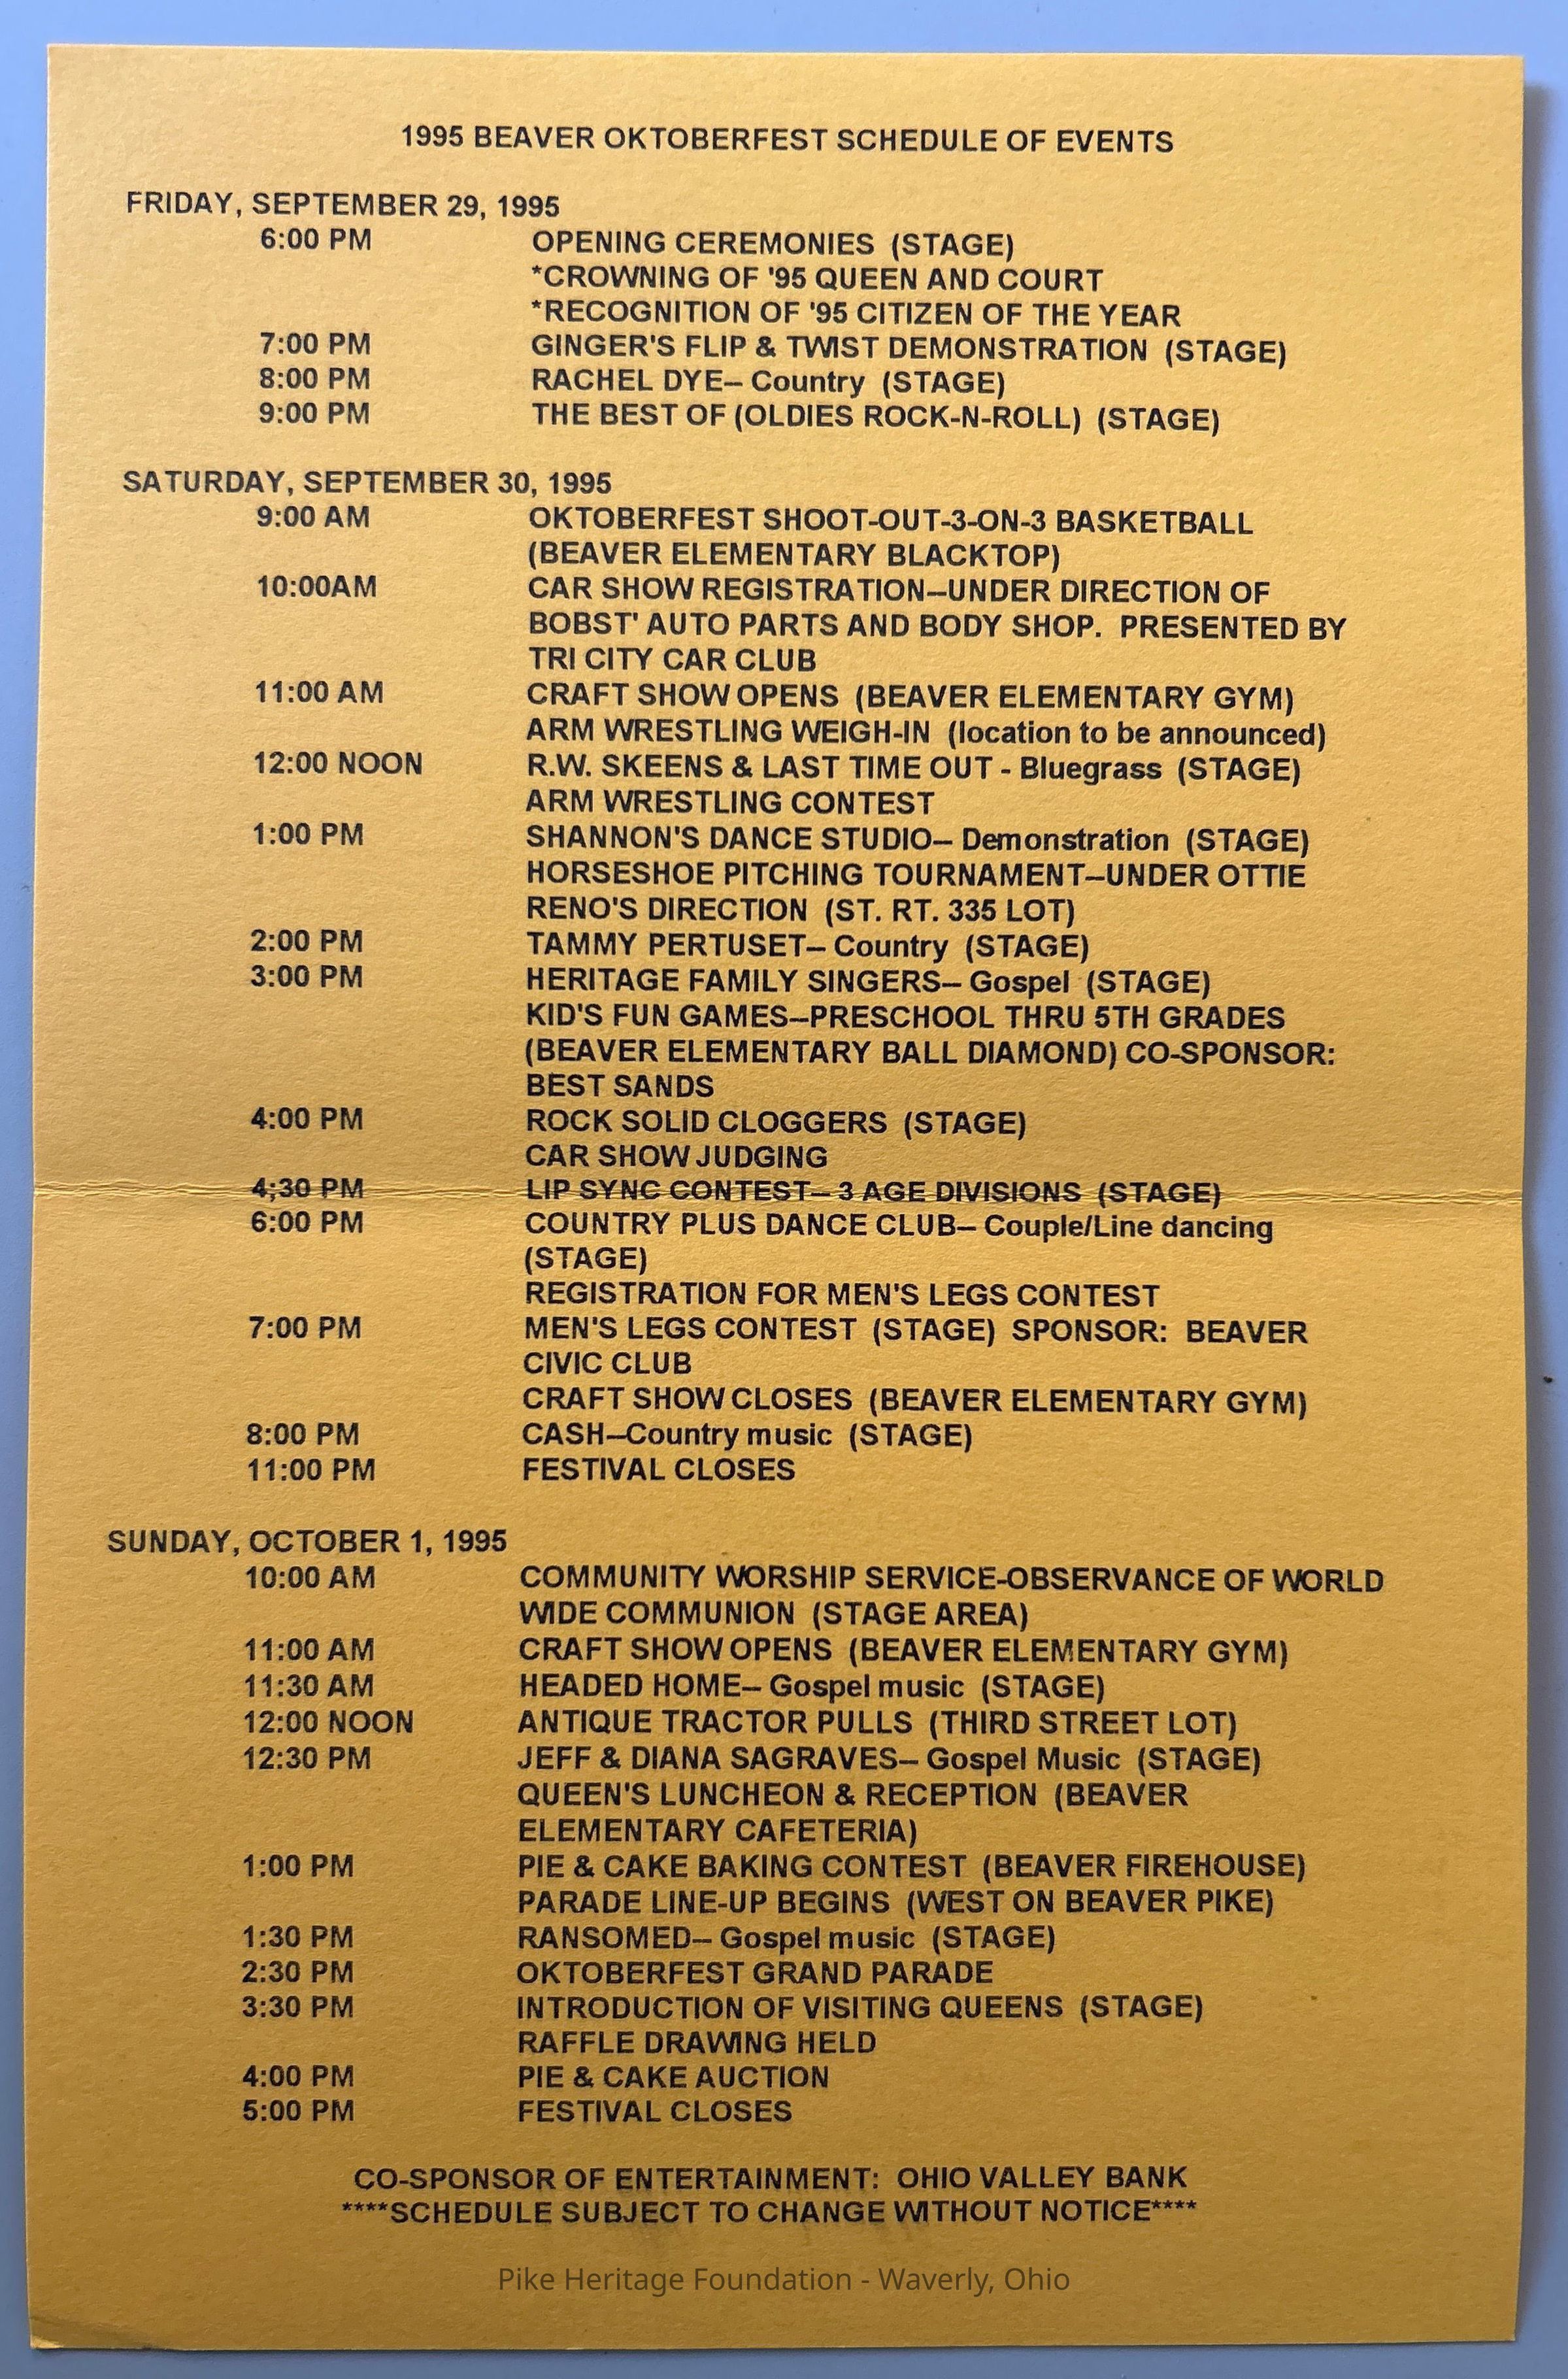 1995 BEAVER OKTOBERFEST SCHEDULE OF EVENTS
FRIDAY, SEPTEMBER 29, 1995
6:00 PM OPENING CEREMONIES (STAGE)
*CROWNING OF '95 QUEEN AND COURT
*RECOGNITION OF '95 CITIZEN OF THE YEAR
7:00 PM GINGER'S FLIP & TWIST DEMONSTRATION (STAGE)
8:00 PM RACHEL DYE-- Country (STAGE)
9:00 PM THE BEST OF (OLDIES ROCK-N-ROLL) (STAGE)
SATURDAY, SEPTEMBER 30, 1995
9:00 AM OKTOBERFEST SHOOT-OUT-3-ON-3 BASKETBALL
(BEAVER ELEMENTARY BLACKTOP)
10:00AM CAR SHOW REGISTRATION--UNDER DIRECTION OF
BOBST' AUTO PARTS AND BODY SHOP. PRESENTED BY
TRI CITY CAR CLUB
11:00 AM CRAFT SHOW OPENS (BEAVER ELEMENTARY GYM)
ARM WRESTLING WEIGH-IN (location to be announced)
12:00 NOON R.W. SKEENS & LAST TIME OUT - Bluegrass (STAGE)
ARM WRESTLING CONTEST
1:00 PM SHANNON'S DANCE STUDIO-- Demonstration (STAGE)
HORSESHOE PITCHING TOURNAMENT--UNDER OTTIE
RENO'S DIRECTION (ST. RT. 335 LOT)
2:00 PM TAMMY PERTUSET-- Country (STAGE)
3:00 PM HERITAGE FAMILY SINGERS-- Gospel (STAGE)
KID'S FUN GAMES--PRESCHOOL THRU 5TH GRADES
(BEAVER ELEMENTARY BALL DIAMOND) CO-SPONSOR:
BEST SANDS
4:00 PM ROCK SOLID CLOGGERS (STAGE)
CAR SHOW JUDGING
4;30 PM LIP SYNC CONTEST-- 3 AGE DIVISIONS (STAGE)
6:00 PM COUNTRY PLUS DANCE CLUB-- Couple/Line dancing
(STAGE)
REGISTRATION FOR MEN'S LEGS CONTEST
7:00 PM MEN'S LEGS CONTEST (STAGE) SPONSOR: BEAVER
CIVIC CLUB
CRAFT SHOW CLOSES (BEAVER ELEMENTARY GYM)
8:00 PM CASH--Country music (STAGE)
11:00 PM FESTIVAL CLOSES
SUNDAY, OCTOBER 1, 1995
10:00 AM COMMUNITY WORSHIP SERVICE-OBSERVANCE OF WORLD
WIDE COMMUNION (STAGE AREA)
11:00 AM CRAFT SHOW OPENS (BEAVER ELEMENTARY GYM)
11:30 AM HEADED HOME-- Gospel music (STAGE)
12:00 NOON ANTIQUE TRACTOR PULLS (THIRD STREET LOT)
12:30 PM JEFF & DIANA SAGRAVES-- Gospel Music (STAGE)
QUEEN'S LUNCHEON & RECEPTION (BEAVER
ELEMENTARY CAFETERIA)
1:00 PM PIE & CAKE BAKING CONTEST (BEAVER FIREHOUSE)
PARADE LINE-UP BEGINS (WEST ON BEAVER PIKE)
1:30 PM RANSOMED-- Gospel music (STAGE)
2:30 PM OKTOBERFEST GRAND PARADE
3:30 PM INTRODUCTION OF VISITING QUEENS (STAGE)
RAFFLE DRAWING HELD
4:00 PM PIE & CAKE AUCTION
5:00 PM FESTIVAL CLOSES
CO-SPONSOR OF ENTERTAINMENT: OHIO VALLEY BANK
****SCHEDULE SUBJECT TO CHANGE WITHOUT NOTICE****
Pike Heritage Foundation - Waverly, Ohio